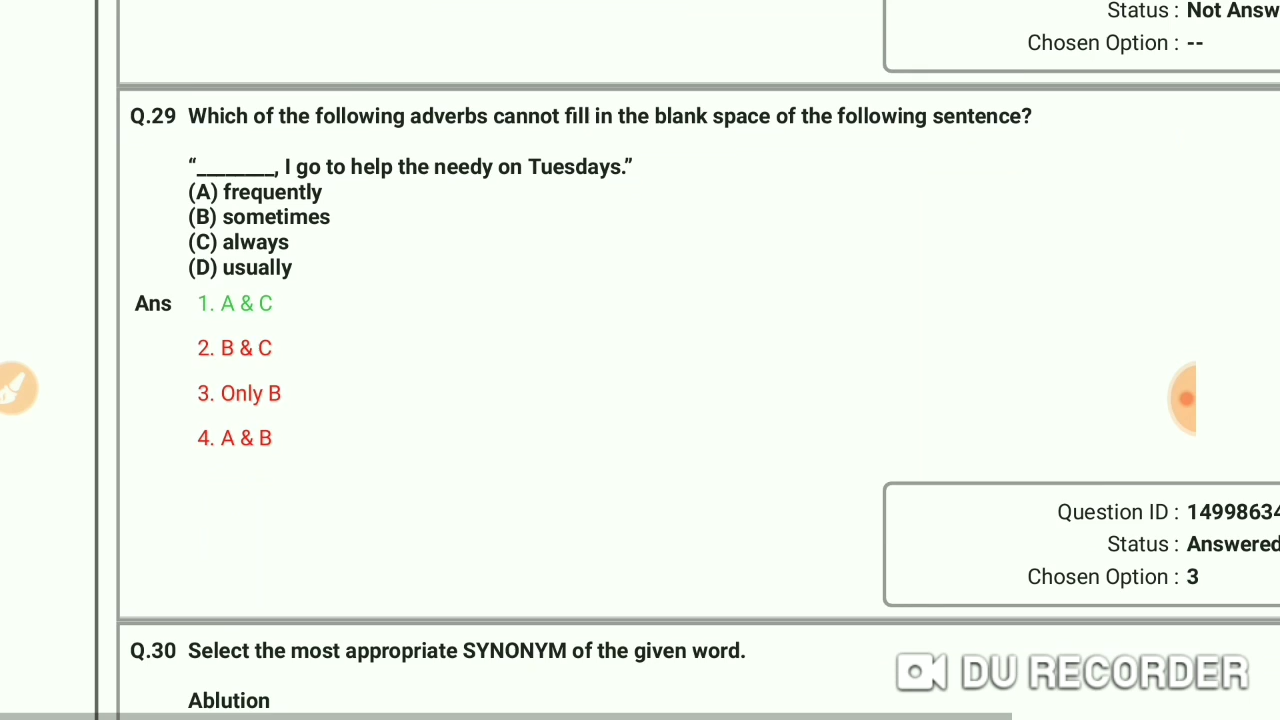 Status : Not Answ
Chosen Option : --
Q.29 Which of the following adverbs cannot fill in the blank space of the following sentence?
“________, I go to help the needy on Tuesdays.”
(A) frequently
(B) sometimes
(C) always
(D) usually
Ans 1. A & C
2. B & C
3. Only B
4. A & B
Question ID : 14998634
Status : Answered
Chosen Option : 3
Q.30 Select the most appropriate SYNONYM of the given word.
Ablution
DU RECORDER